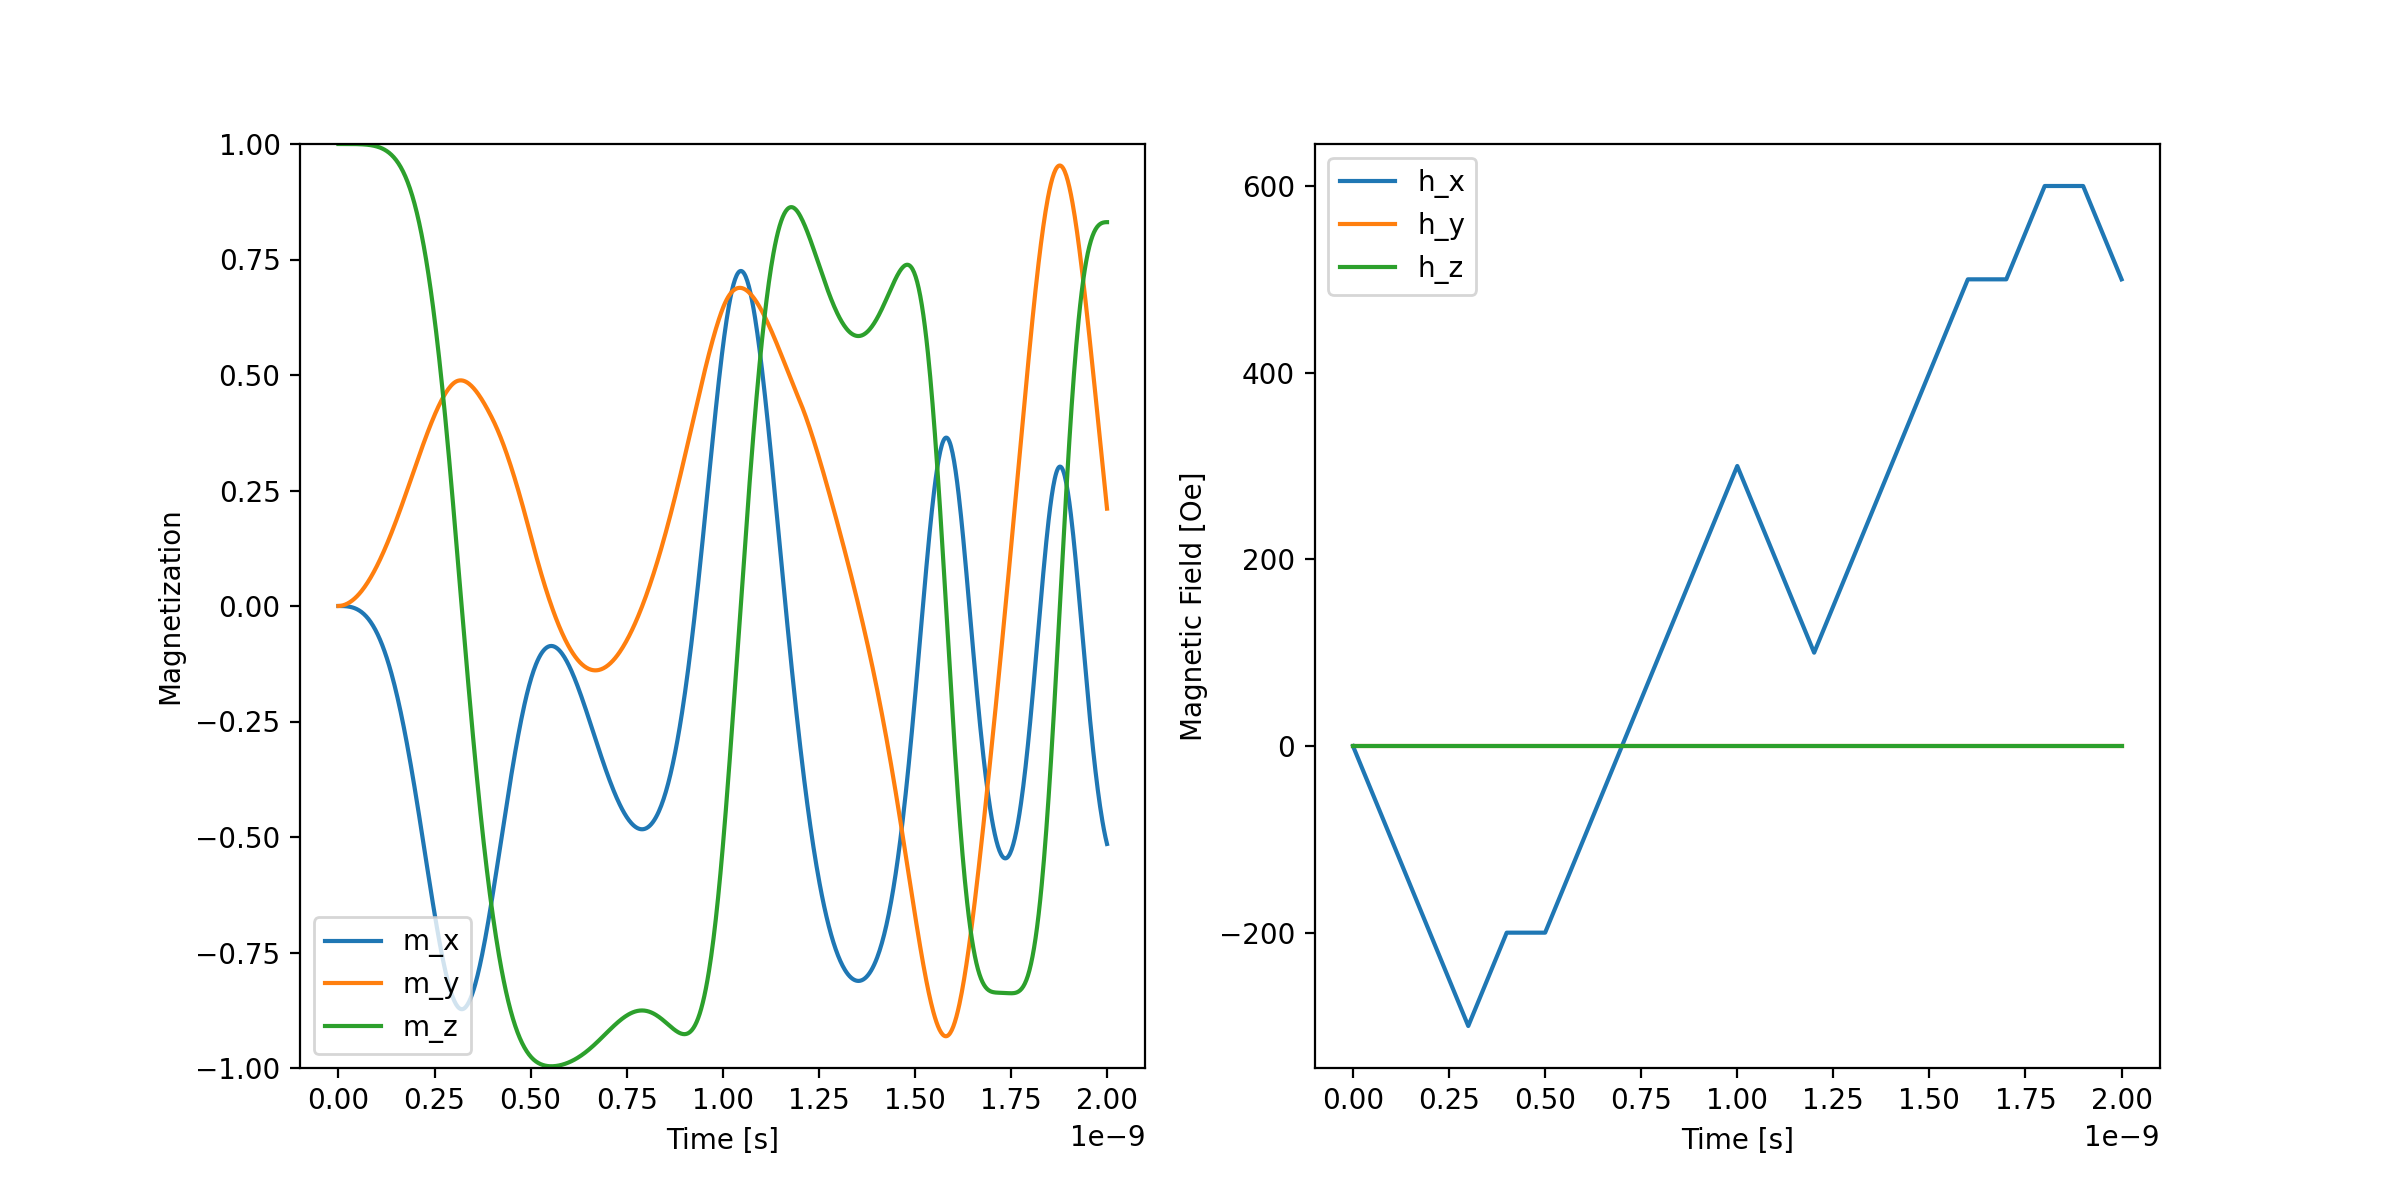 1.00
0.75
0.50
0.25
0.00
−0.25
−0.50
−0.75
−1.00
Magnetization
m_x
m_y
m_z
0.00 0.25 0.50 0.75 1.00 1.25 1.50 1.75 2.00
Time [s]
1e−9
600
400
200
0
−200
Magnetic Field [Oe]
h_x
h_y
h_z
0.00 0.25 0.50 0.75 1.00 1.25 1.50 1.75 2.00
Time [s]
1e−9